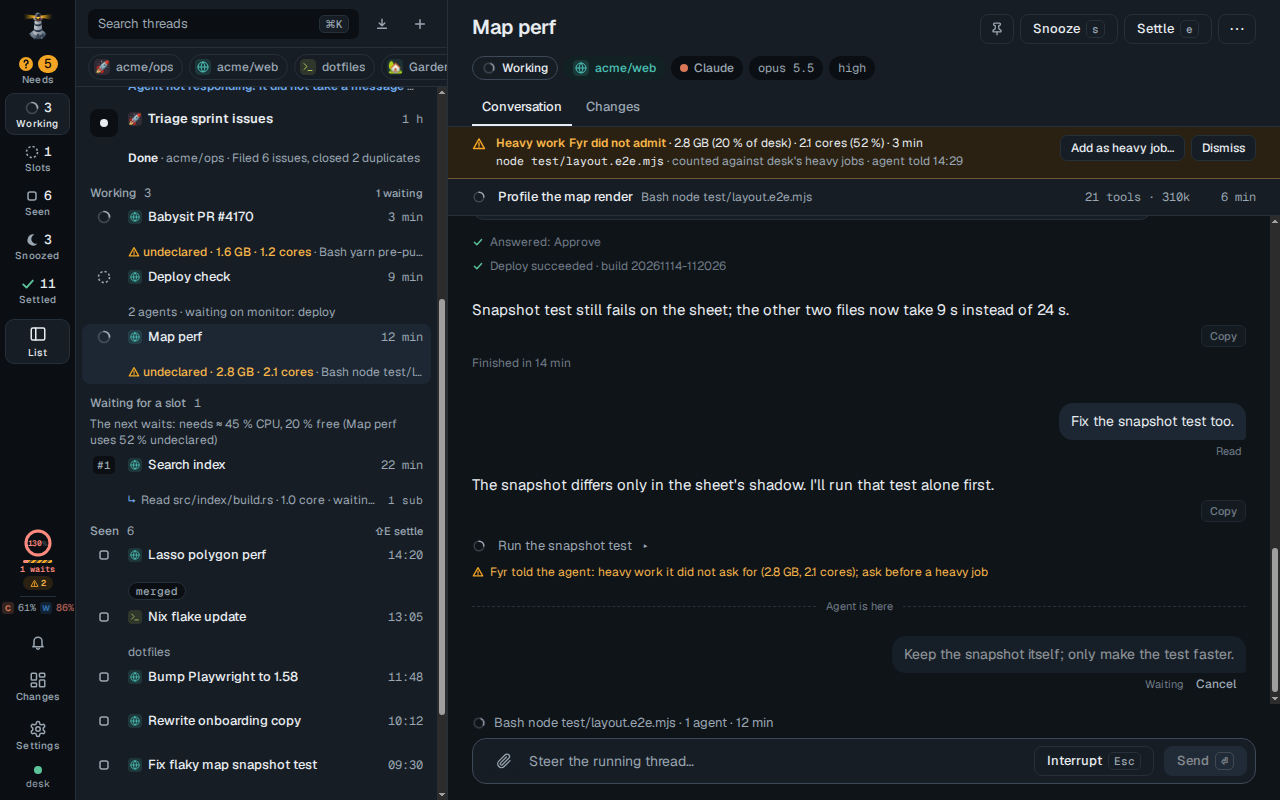 ? 5
Needs
3
Working
1
Slots
6
Seen
3
Snoozed
11
Settled
List
130
1 waits
2
C 61% W 86%
Changes
Settings
desk
Search threads ⌘K
acme/ops acme/web dotfiles Garden
Agent not responding: it did not take a message …
Triage sprint issues 1 h
Done · acme/ops · Filed 6 issues, closed 2 duplicates
Working 3 1 waiting
Babysit PR #4170 3 min
undeclared · 1.6 GB · 1.2 cores · Bash yarn pre-pu…
Deploy check 9 min
2 agents · waiting on monitor: deploy
Map perf 12 min
undeclared · 2.8 GB · 2.1 cores · Bash node test/l…
Waiting for a slot 1
The next waits: needs ≈ 45 % CPU, 20 % free (Map perf
uses 52 % undeclared)
#1 Search index 22 min
↳ Read src/index/build.rs · 1.0 core · waitin… 1 sub
Seen 6 ⇧E settle
Lasso polygon perf 14:20
merged
Nix flake update 13:05
dotfiles
Bump Playwright to 1.58 11:48
Rewrite onboarding copy 10:12
Fix flaky map snapshot test 09:30
Map perf
Snooze s Settle e …
Working acme/web Claude opus 5.5 high
Conversation Changes
Heavy work Fyr did not admit · 2.8 GB (20 % of desk) · 2.1 cores (52 %) · 3 min
node test/layout.e2e.mjs · counted against desk's heavy jobs · agent told 14:29
Add as heavy job… Dismiss
Profile the map render Bash node test/layout.e2e.mjs 21 tools · 310k 6 min
Answered: Approve
Deploy succeeded · build 20261114-112026
Snapshot test still fails on the sheet; the other two files now take 9 s instead of 24 s.
Copy
Finished in 14 min
Fix the snapshot test too.
Read
The snapshot differs only in the sheet's shadow. I'll run that test alone first.
Copy
Run the snapshot test ▸
Fyr told the agent: heavy work it did not ask for (2.8 GB, 2.1 cores); ask before a heavy job
Agent is here
Keep the snapshot itself; only make the test faster.
Waiting Cancel
Bash node test/layout.e2e.mjs · 1 agent · 12 min
Steer the running thread…
Interrupt Esc Send ⏎